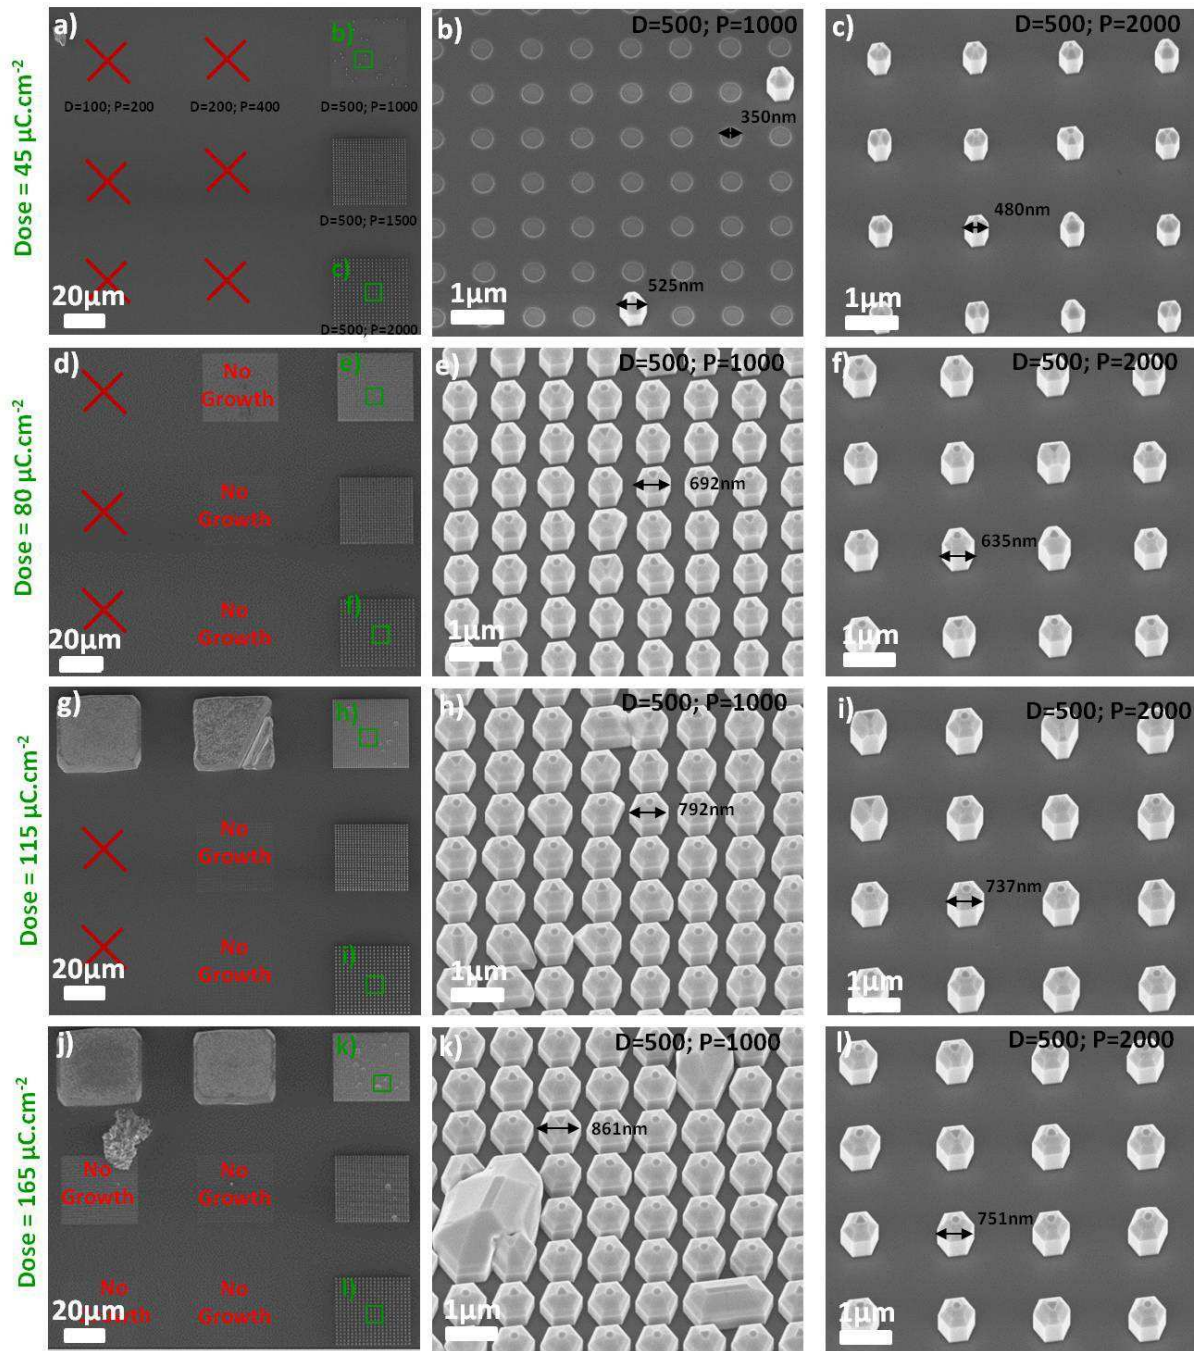 Dose = 45 µC.cm-2
a)
D=100; P=200
D=200; P=400
b)
D=500; P=1000
D=500; P=1500
c)
D=500; P=2000
20µm
b)
D=500; P=1000
350nm
525nm
1µm
c)
D=500; P=2000
480nm
1µm
Dose = 80 µC.cm-2
d)
No
Growth
e)
No
Growth
No
Growth
f)
20µm
e)
D=500; P=1000
692nm
1µm
f)
D=500; P=2000
635nm
1µm
Dose = 115 µC.cm-2
g)
h)
No
Growth
No
Growth
i)
20µm
h)
D=500; P=1000
792nm
1µm
i)
D=500; P=2000
737nm
1µm
Dose = 165 µC.cm-2
j)
k)
No
Growth
No
Growth
No
Growth
No
Growth
l)
20µm
k)
D=500; P=1000
861nm
1µm
l)
D=500; P=2000
751nm
1µm